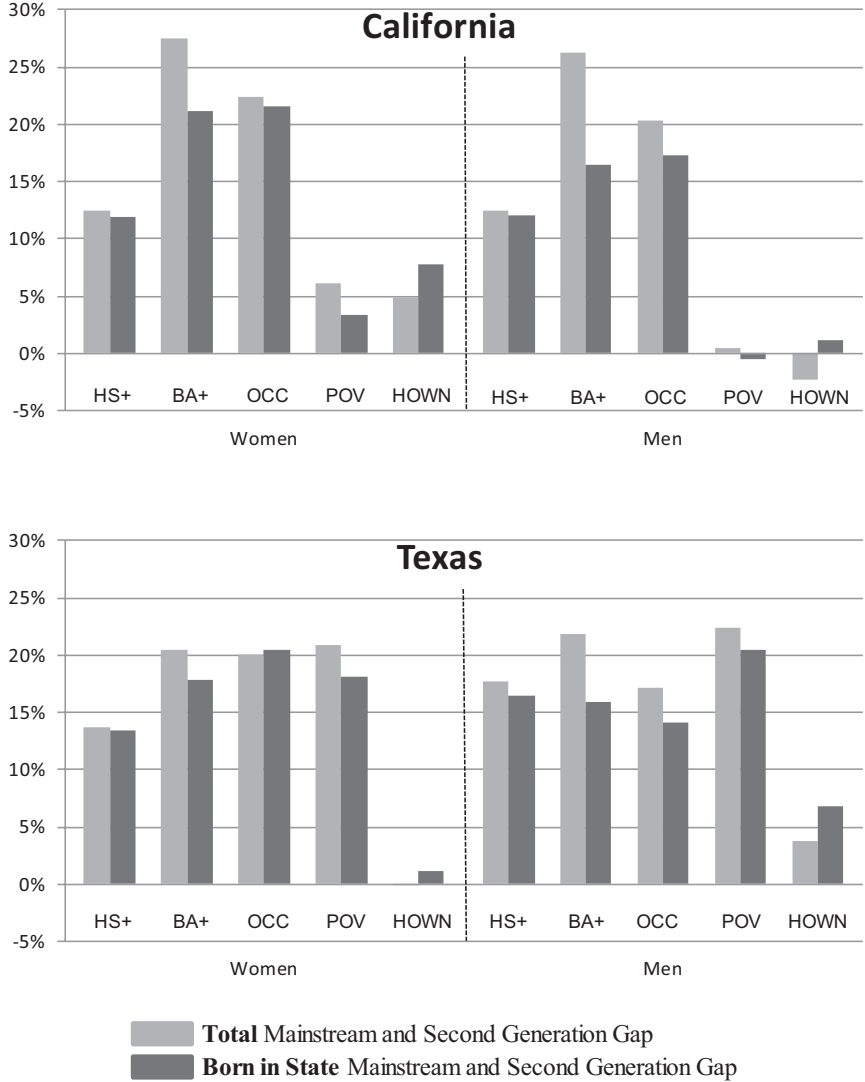 California
30%
25%
20%
15%
10%
5%
0%
-5%
HS+ BA+ OCC POV HOWN HS+ BA+ OCC POV HOWN
Women Men
Texas
30%
25%
20%
15%
10%
5%
0%
-5%
HS+ BA+ OCC POV HOWN HS+ BA+ OCC POV HOWN
Women Men
Total Mainstream and Second Generation Gap
Born in State Mainstream and Second Generation Gap